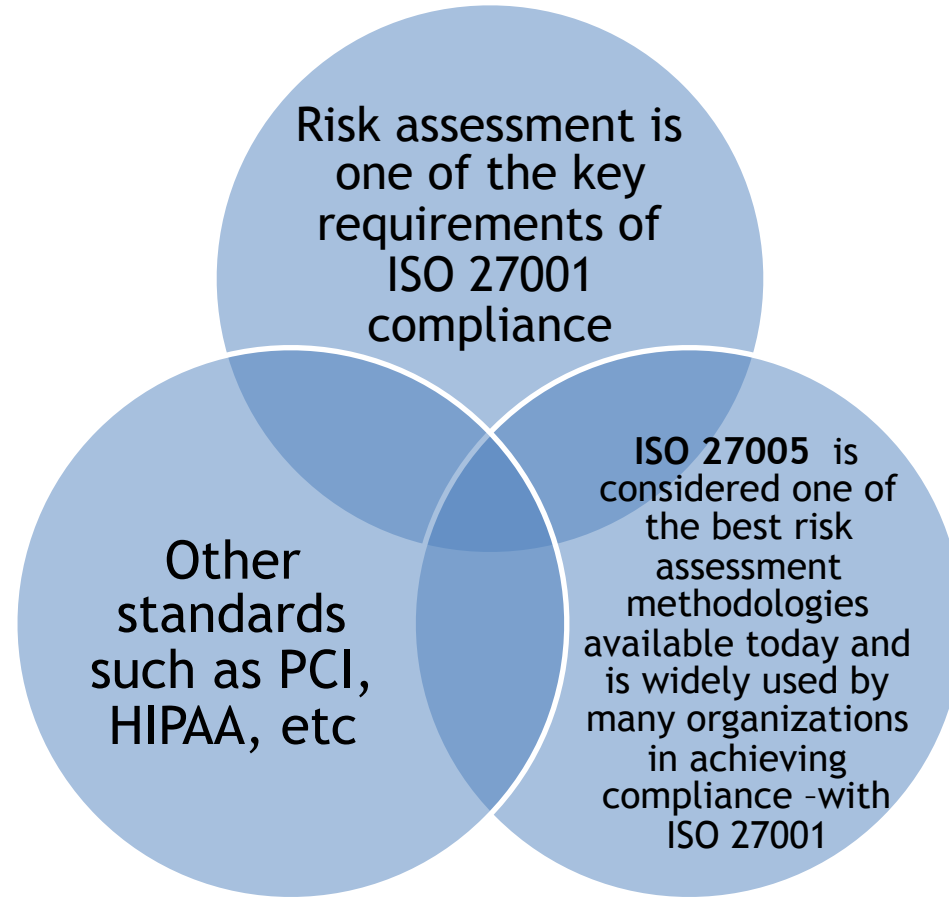 Risk assessment is
one of the key
requirements of
ISO 27001
compliance
Other
standards
such as PCI,
HIPAA, etc
ISO 27005 is
considered one of
the best risk
assessment
methodologies
available today and
is widely used by
many organizations
in achieving
compliance –with
ISO 27001